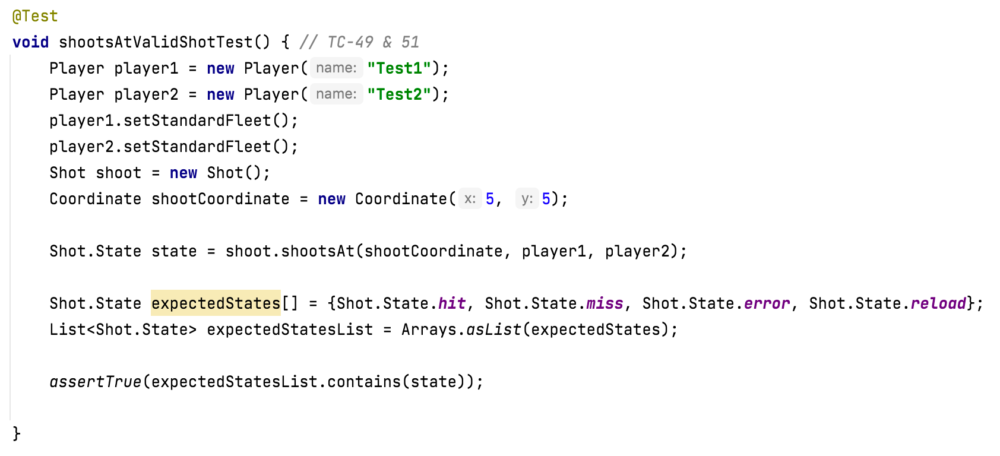 @Test
void shootsAtValidShotTest() { // TC-49 & 51
Player player1 = new Player( name: "Test1");
Player player2 = new Player( name: "Test2");
player1.setStandardFleet();
player2.setStandardFleet();
Shot shoot = new Shot();
Coordinate shootCoordinate = new Coordinate( x: 5, y: 5);
Shot.State state = shoot.shootsAt(shootCoordinate, player1, player2);
Shot.State expectedStates[] = {Shot.State.hit, Shot.State.miss, Shot.State.error, Shot.State.reload};
List<Shot.State> expectedStatesList = Arrays.asList(expectedStates);
assertTrue(expectedStatesList.contains(state));
}